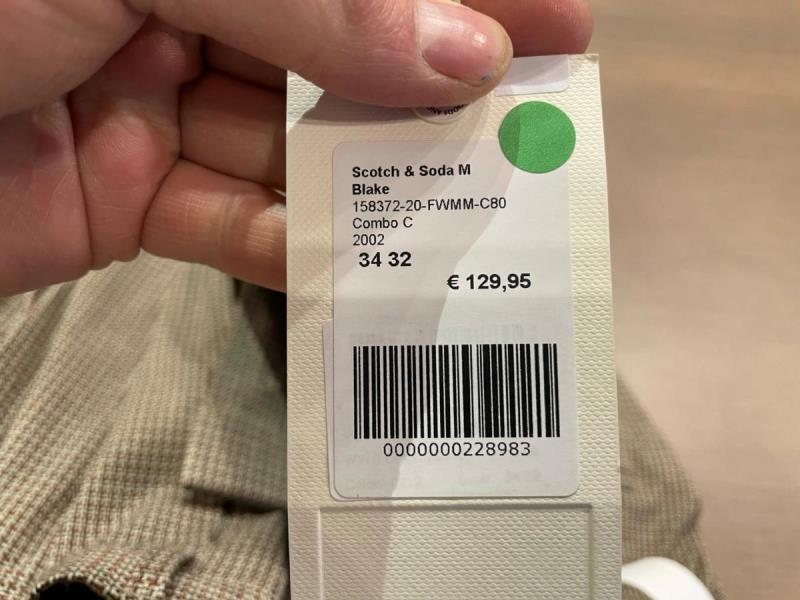 Scotch & Soda M
Blake
158372-20-FWMM-C80
Combo C
2002
34 32
€ 129,95
0000000228983